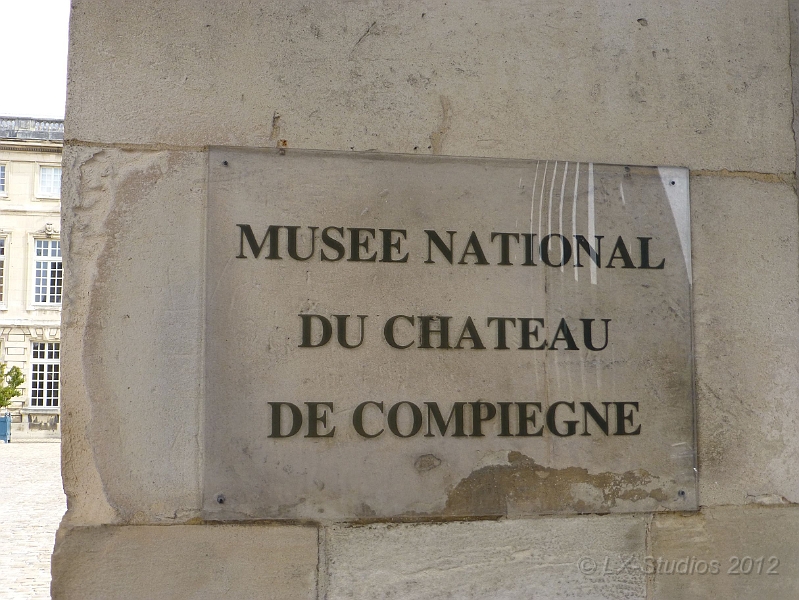 MUSEE NATIONAL
DU CHATEAU
DE COMPIEGNE
© LX-Studios 2012